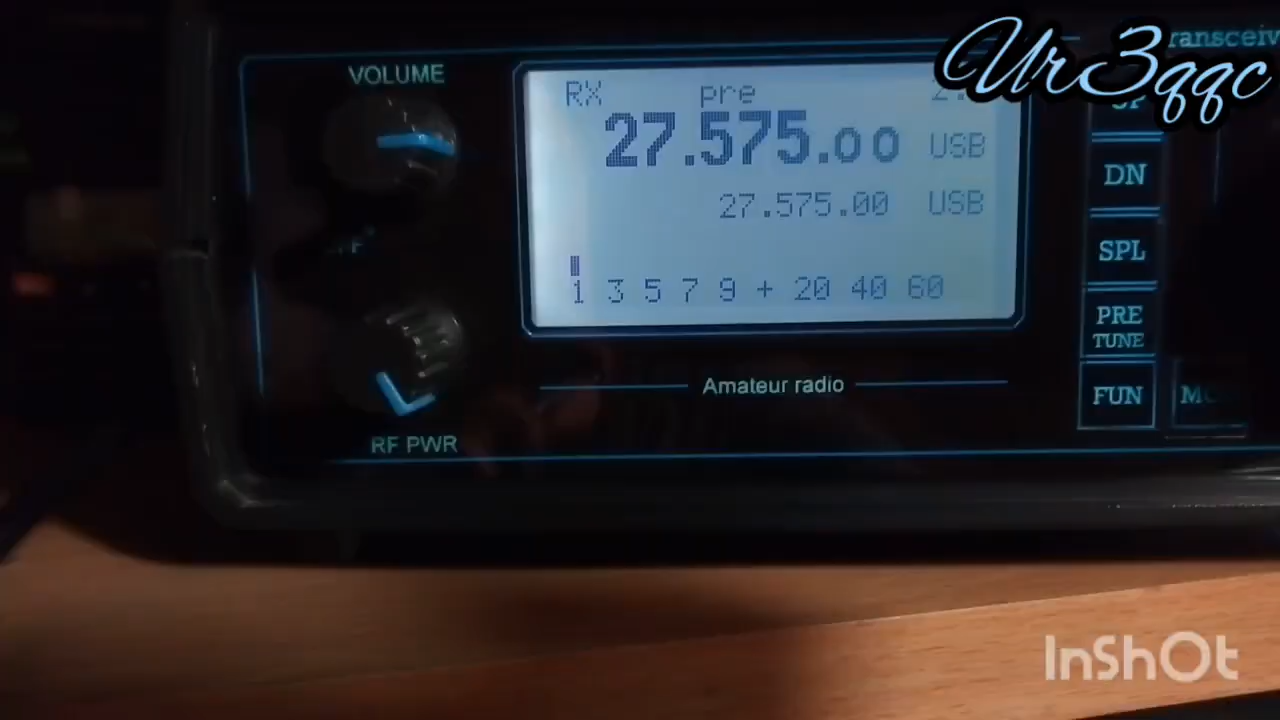 Ur3qqc
VOLUME
RX pre
27.575.00 USB
27.575.00 USB
1 3 5 7 9 + 20 40 60
DN
SPL
PRE
TUNE
FUN
Amateur radio
RF PWR
InShOt